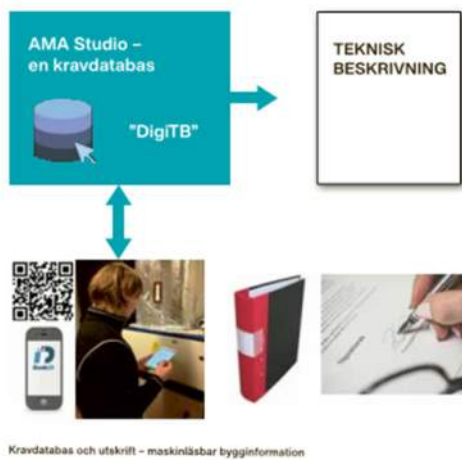 AMA Studio –
en kravdatabas
"DigiTB"
TEKNISK
BESKRIVNING
Kravdatabas och utskrift – maskinläsbar bygginformation